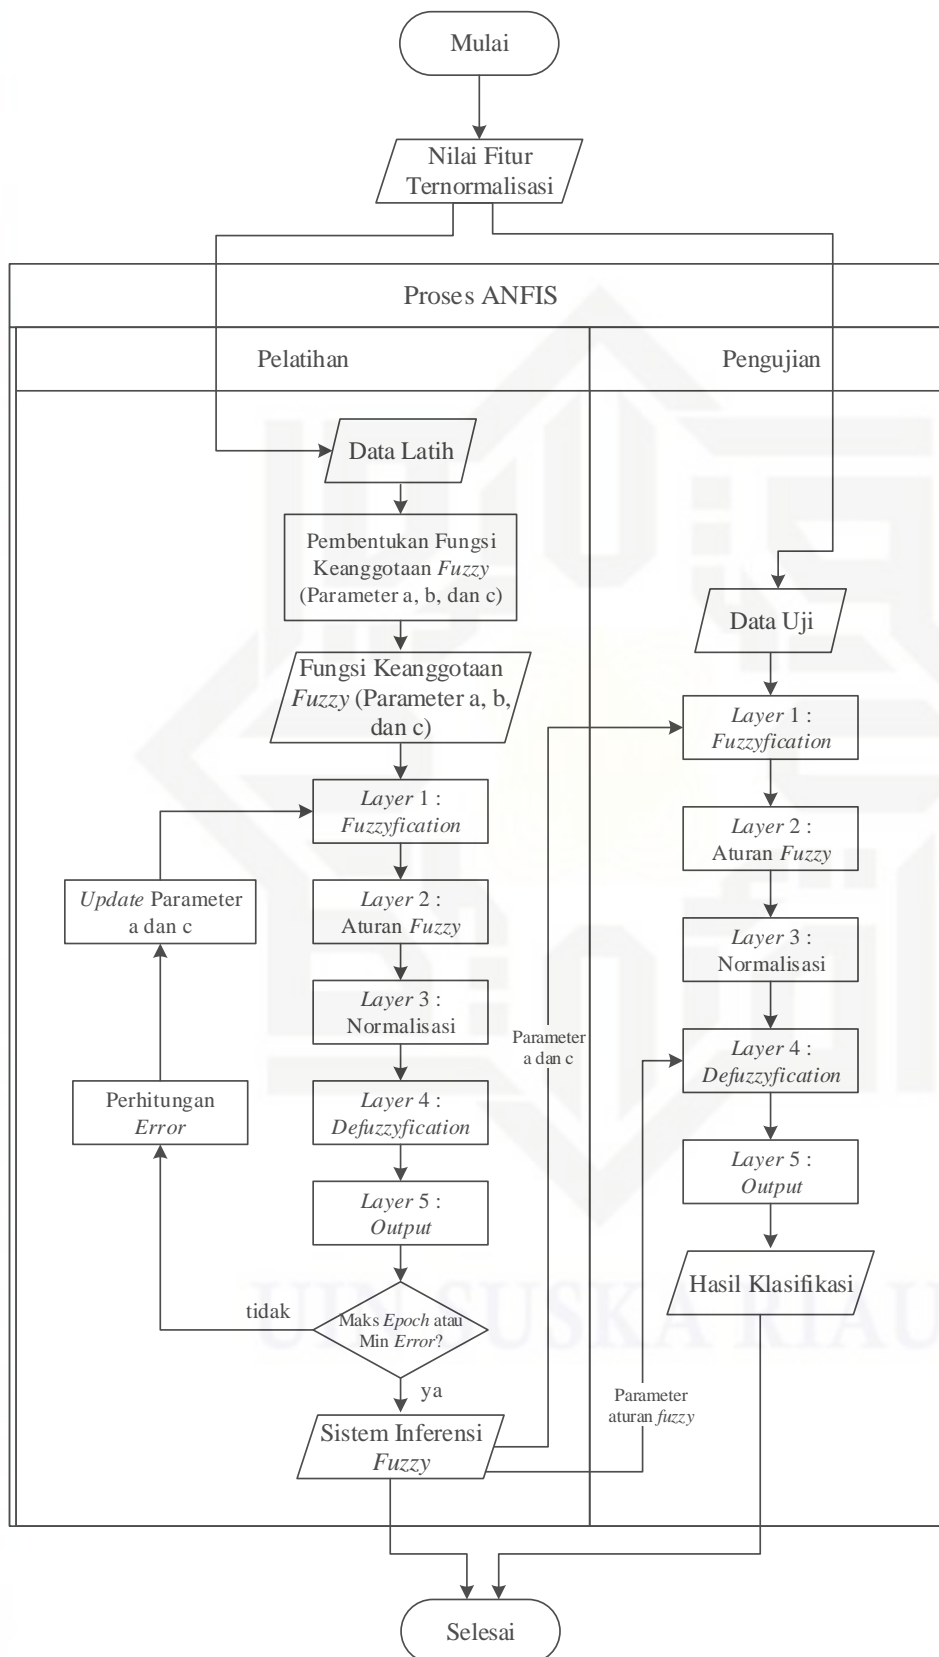 Mulai
Nilai Fitur
Ternormalisasi
Proses ANFIS
Pelatihan
Pengujian
Data Latih
Pembentukan Fungsi
Keanggotaan Fuzzy
(Parameter a, b, dan c)
Fungsi Keanggotaan
Fuzzy (Parameter a, b,
dan c)
Layer 1 :
Fuzzyfication
Layer 2 :
Aturan Fuzzy
Layer 3 :
Normalisasi
Layer 4 :
Defuzzyfication
Layer 5 :
Output
Maks Epoch atau
Min Error?
tidak
ya
Perhitungan
Error
Update Parameter
a dan c
Sistem Inferensi
Fuzzy
Parameter
a dan c
Parameter
aturan fuzzy
Data Uji
Layer 1 :
Fuzzyfication
Layer 2 :
Aturan Fuzzy
Layer 3 :
Normalisasi
Layer 4 :
Defuzzyfication
Layer 5 :
Output
Hasil Klasifikasi
UIN SUSKA RIAU
Selesai